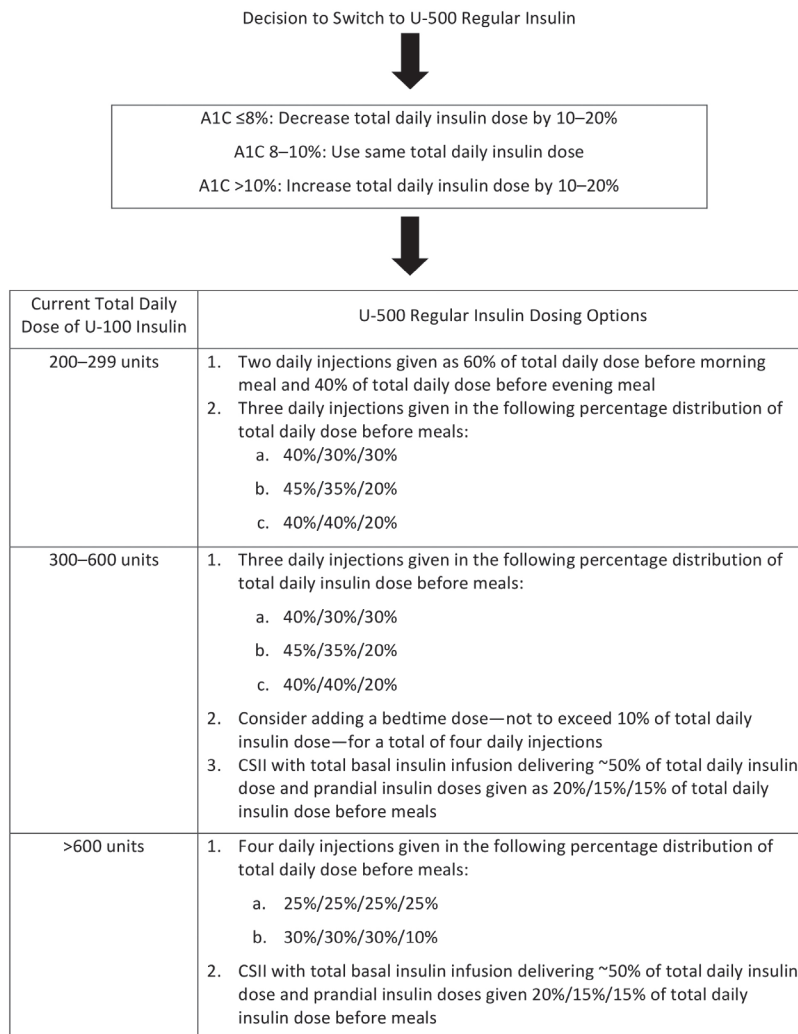 Decision to Switch to U-500 Regular Insulin
A1C ≤8%: Decrease total daily insulin dose by 10–20%
A1C 8–10%: Use same total daily insulin dose
A1C >10%: Increase total daily insulin dose by 10–20%
Current Total Daily
Dose of U-100 Insulin
U-500 Regular Insulin Dosing Options
200–299 units
1. Two daily injections given as 60% of total daily dose before morning
meal and 40% of total daily dose before evening meal
2. Three daily injections given in the following percentage distribution of
total daily dose before meals:
a. 40%/30%/30%
b. 45%/35%/20%
c. 40%/40%/20%
300–600 units
1. Three daily injections given in the following percentage distribution of
total daily insulin dose before meals:
a. 40%/30%/30%
b. 45%/35%/20%
c. 40%/40%/20%
2. Consider adding a bedtime dose—not to exceed 10% of total daily
insulin dose—for a total of four daily injections
3. CSII with total basal insulin infusion delivering ~50% of total daily insulin
dose and prandial insulin doses given as 20%/15%/15% of total daily
insulin dose before meals
>600 units
1. Four daily injections given in the following percentage distribution of
total daily dose before meals:
a. 25%/25%/25%/25%
b. 30%/30%/30%/10%
2. CSII with total basal insulin infusion delivering ~50% of total daily insulin
dose and prandial insulin doses given 20%/15%/15% of total daily
insulin dose before meals